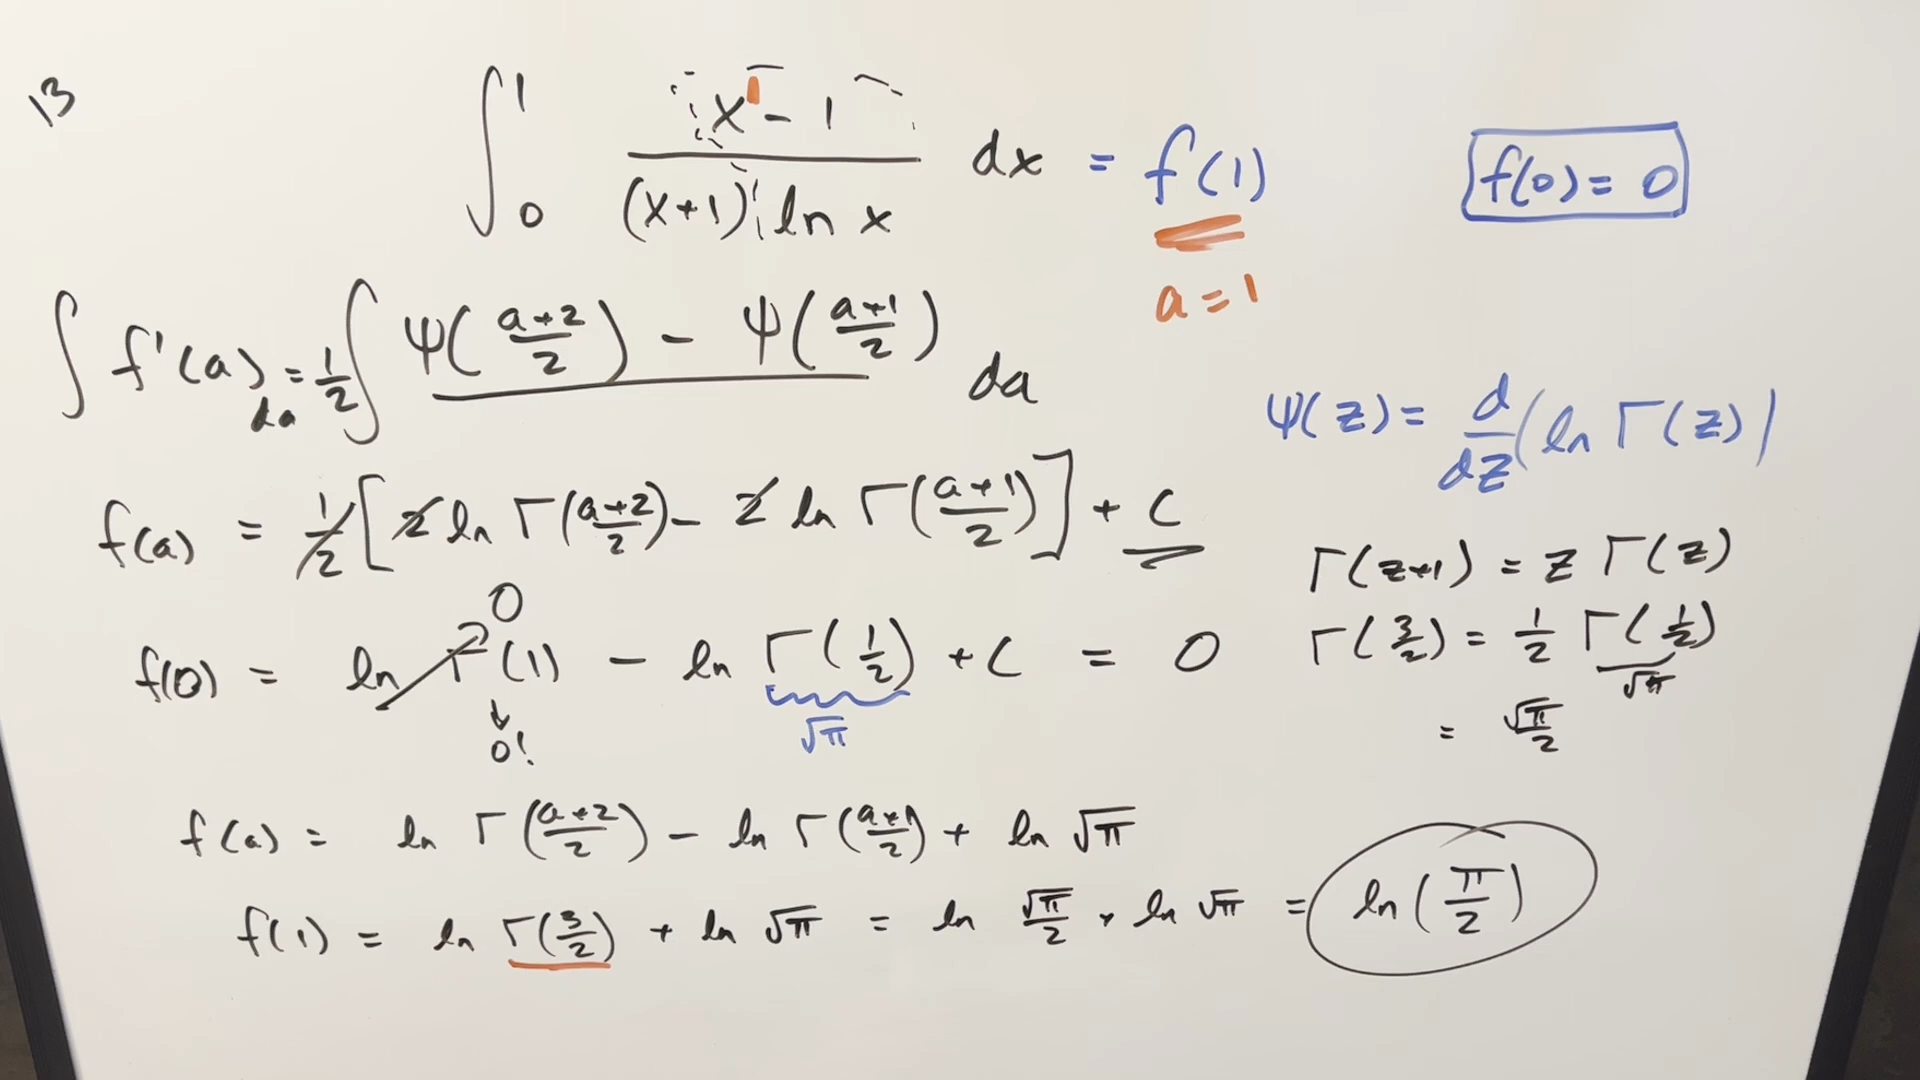 13
∫₀¹ (x¹ - 1)/((x+1) ln x) dx = f(1)
f(0) = 0
a = 1
∫ f'(a) da = 1/2 ∫ ψ((a+2)/2) - ψ((a+1)/2) da
ψ(z) = d/dz (ln Γ(z))
f(a) = 1/2 [2 ln Γ((a+2)/2) - 2 ln Γ((a+1)/2)] + C
Γ(z+1) = z Γ(z)
0
f(0) = ln Γ(1) - ln Γ(1/2) + C = 0
0!
√π
Γ(3/2) = 1/2 Γ(1/2)
√π
= √π/2
f(a) = ln Γ((a+2)/2) - ln Γ((a+1)/2) + ln √π
f(1) = ln Γ(3/2) + ln √π = ln √π/2 + ln √π = ln(π/2)